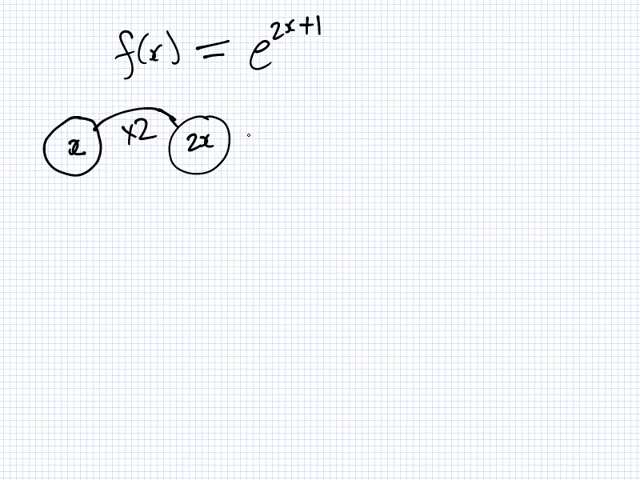 f(x) = e^{2x+1}
x ×2 2x